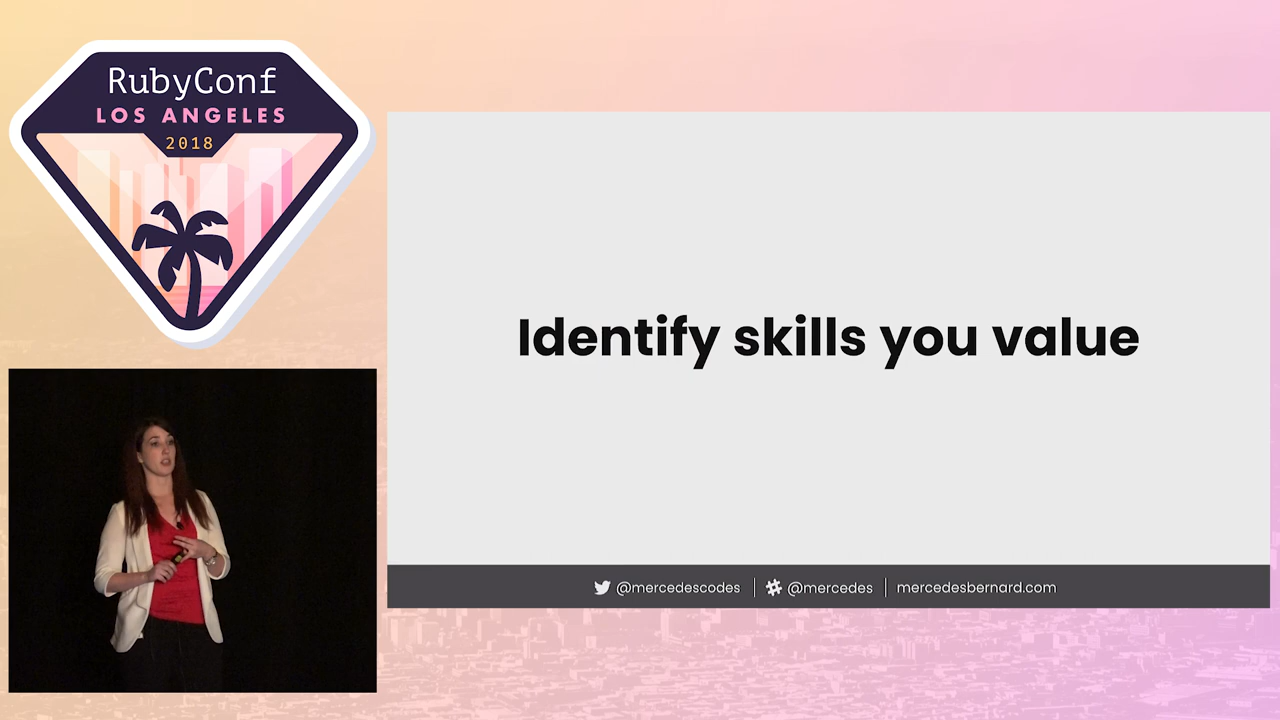 RubyConf
LOS ANGELES
2018
Identify skills you value
@mercedescodes | @mercedes | mercedesbernard.com